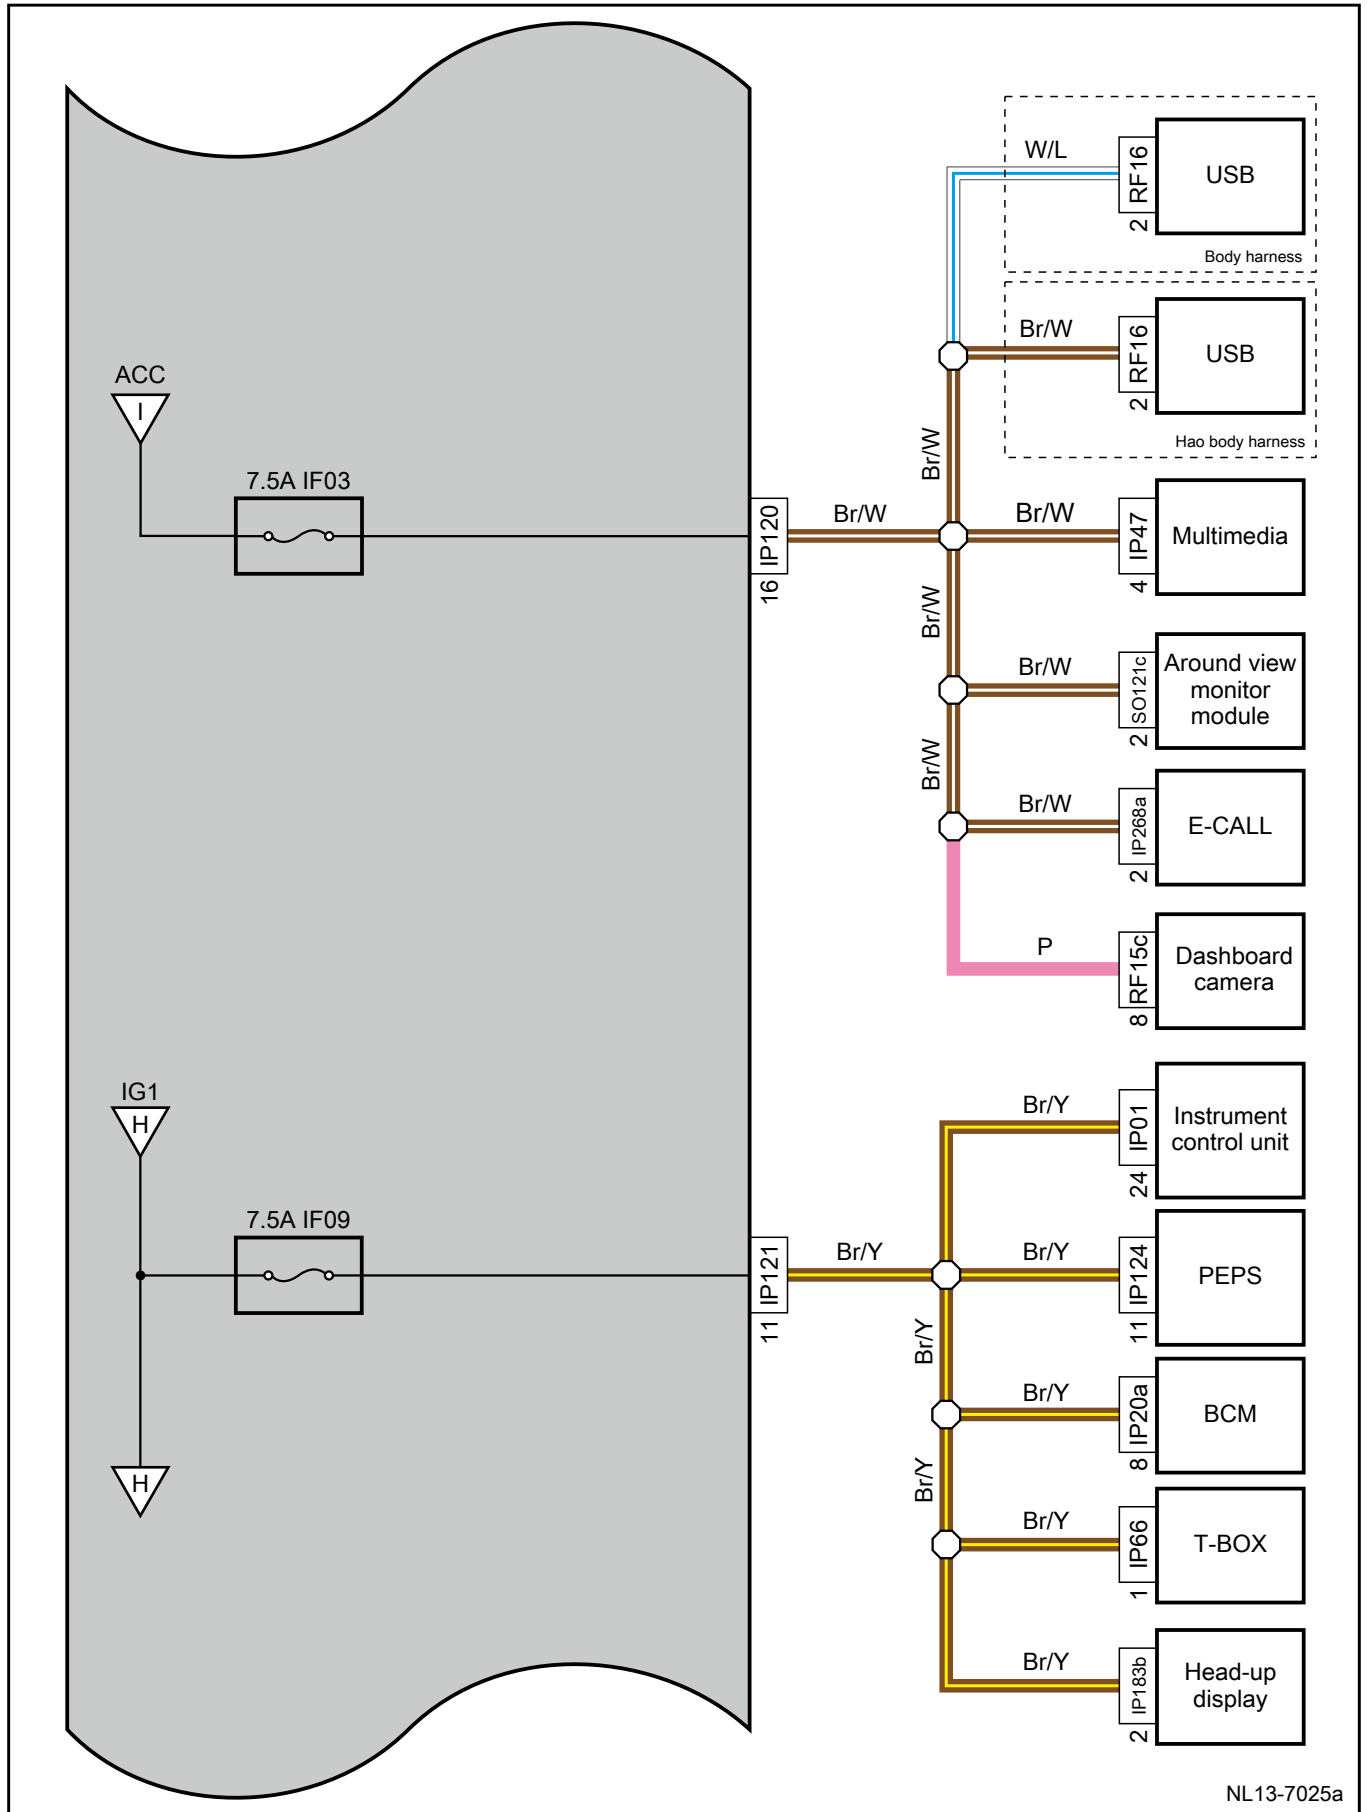 W/L
RF16
2
USB
Body harness
Br/W
RF16
2
USB
Hao body harness
ACC
I
7.5A IF03
IP120
16
Br/W
Br/W
Br/W
IP47
4
Multimedia
Br/W
Br/W
SO121c
2
Around view
monitor
module
Br/W
Br/W
IP268a
2
E-CALL
P
RF15c
8
Dashboard
camera
IG1
H
7.5A IF09
H
IP121
11
Br/Y
Br/Y
IP01
24
Instrument
control unit
Br/Y
IP124
11
PEPS
Br/Y
Br/Y
IP20a
8
BCM
Br/Y
Br/Y
IP66
1
T-BOX
Br/Y
IP183b
2
Head-up
display
NL13-7025a